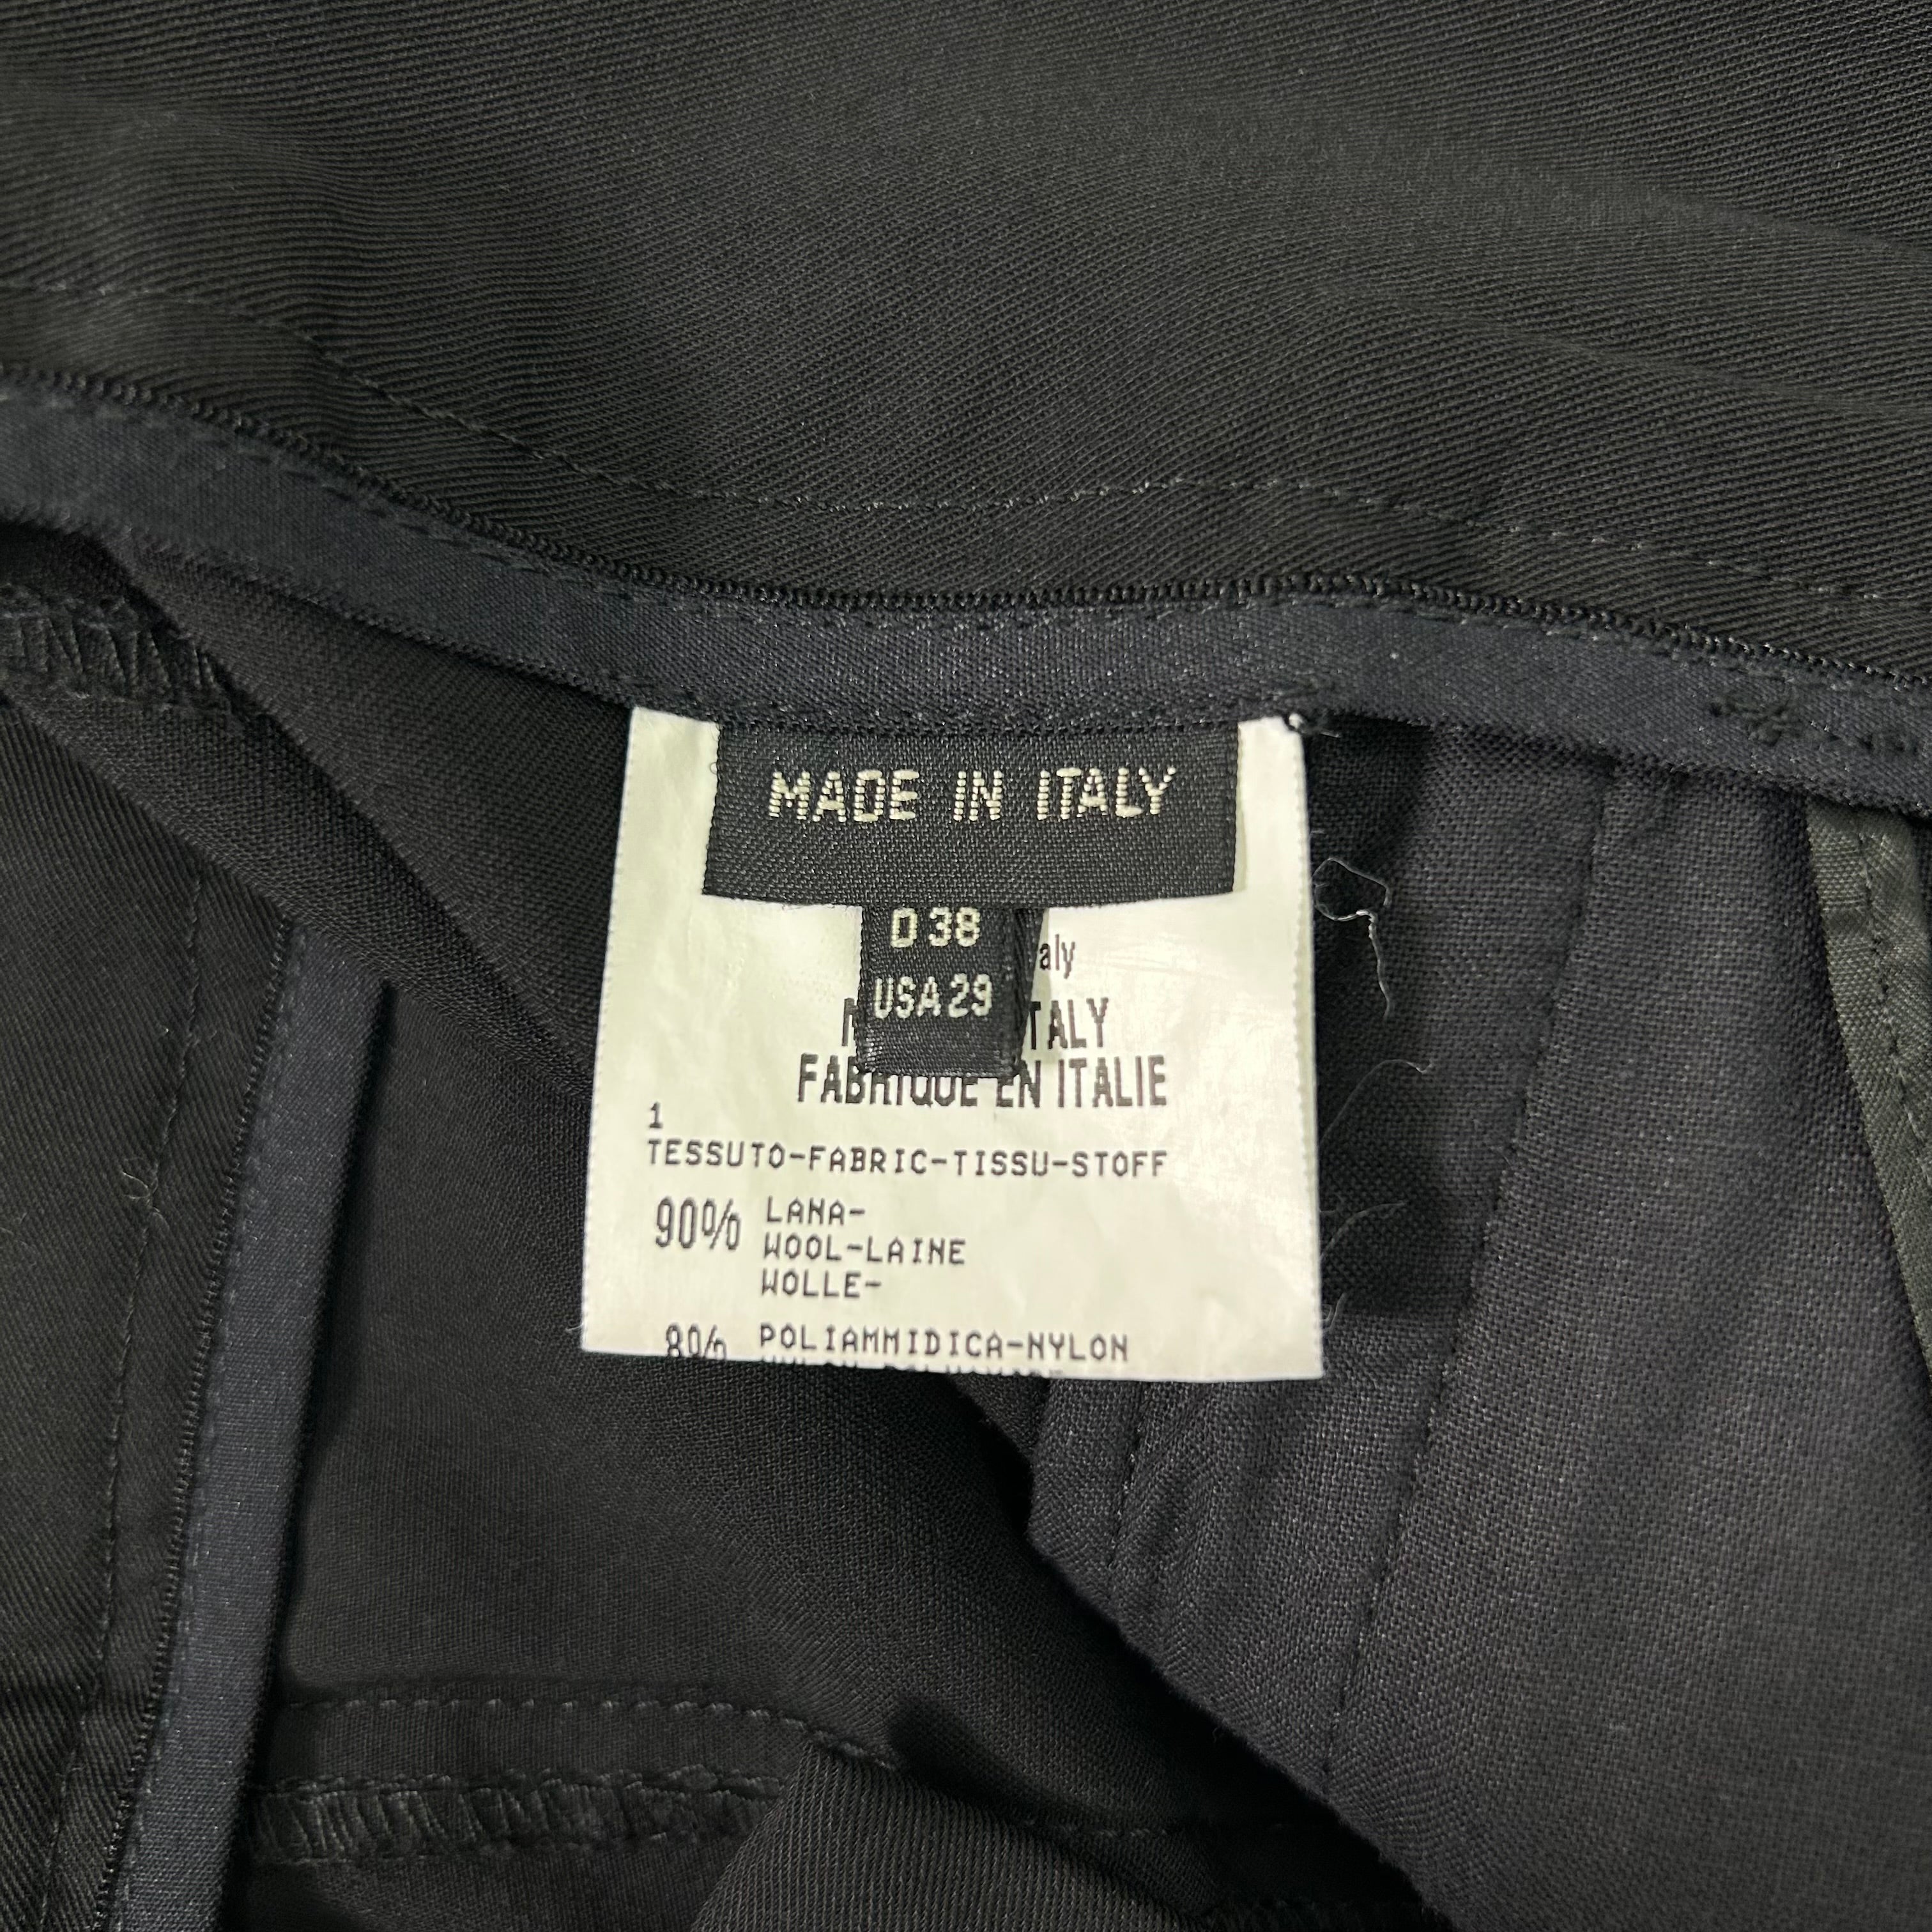 MADE IN ITALY
D 38
USA 29
aly
TALY
FABRIQUE EN ITALIE
1
TESSUTO-FABRIC-TISSU-STOFF
90% LANA-
WOOL-LAINE
WOLLE-
8% POLIAMMIDICA-NYLON